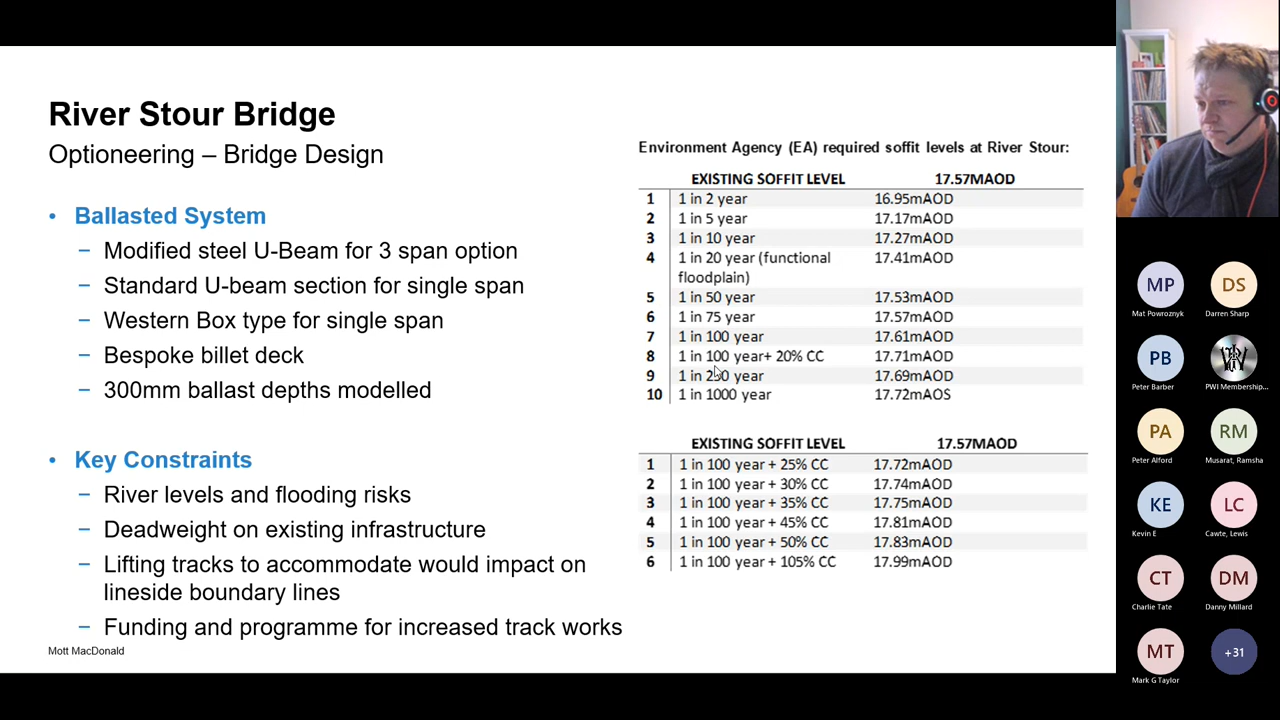 River Stour Bridge
Optioneering – Bridge Design
• Ballasted System
– Modified steel U-Beam for 3 span option
– Standard U-beam section for single span
– Western Box type for single span
– Bespoke billet deck
– 300mm ballast depths modelled
• Key Constraints
– River levels and flooding risks
– Deadweight on existing infrastructure
– Lifting tracks to accommodate would impact on
lineside boundary lines
– Funding and programme for increased track works
Mott MacDonald
Environment Agency (EA) required soffit levels at River Stour:
EXISTING SOFFIT LEVEL 17.57MAOD
1 1 in 2 year 16.95mAOD
2 1 in 5 year 17.17mAOD
3 1 in 10 year 17.27mAOD
4 1 in 20 year (functional 17.41mAOD
floodplain)
5 1 in 50 year 17.53mAOD
6 1 in 75 year 17.57mAOD
7 1 in 100 year 17.61mAOD
8 1 in 100 year+ 20% CC 17.71mAOD
9 1 in 250 year 17.69mAOD
10 1 in 1000 year 17.72mAOS
EXISTING SOFFIT LEVEL 17.57MAOD
1 1 in 100 year + 25% CC 17.72mAOD
2 1 in 100 year + 30% CC 17.74mAOD
3 1 in 100 year + 35% CC 17.75mAOD
4 1 in 100 year + 45% CC 17.81mAOD
5 1 in 100 year + 50% CC 17.83mAOD
6 1 in 100 year + 105% CC 17.99mAOD
MP DS
Mat Powroznyk Darren Sharp
PB
Peter Barber PWI Membership...
PA RM
Peter Alford Musarat, Ramsha
KE LC
Kevin E Cawte, Lewis
CT DM
Charlie Tate Danny Millard
MT +31
Mark G Taylor